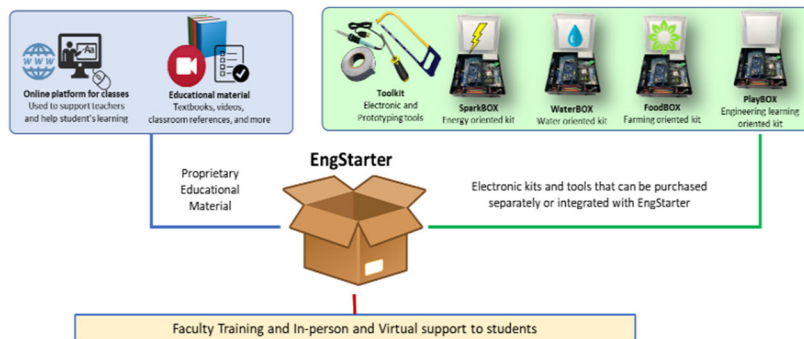 WWW
Aa
Online platform for classes
Used to support teachers
and help student's learning
Educational material
Textbooks, videos,
classroom references, and more
Toolkit
Electronic and
Prototyping tools
SparkBOX
Energy oriented kit
WaterBOX
Water oriented kit
FoodBOX
Farming oriented kit
PlayBOX
Engineering learning
oriented kit
EngStarter
Proprietary
Educational
Material
Electronic kits and tools that can be purchased
separately or integrated with EngStarter
Faculty Training and In-person and Virtual support to students